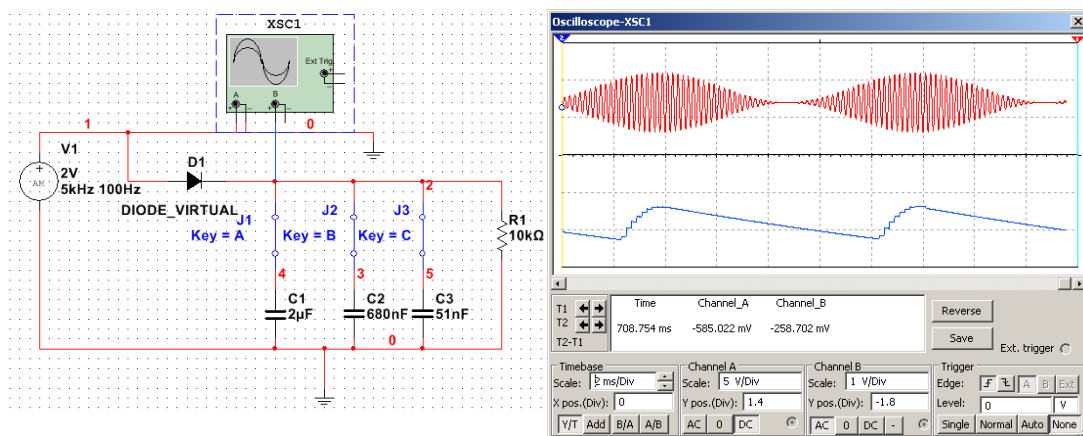 XSC1
Ext Trig
+
-
A
B
+ - + -
1
0
V1
AM
2V
5kHz 100Hz
D1
DIODE_VIRTUAL
2
J1
Key = A
J2
Key = B
J3
Key = C
R1
10kΩ
4
3
5
C1
2µF
C2
680nF
C3
51nF
0
Oscilloscope-XSC1
2
1
T1
T2
T2-T1
Time Channel_A Channel_B
708.754 ms -585.022 mV -258.702 mV
Reverse
Save
Ext. trigger
Timebase
Scale: 2 ms/Div
X pos.(Div): 0
Y/T Add B/A A/B
Channel A
Scale: 5 V/Div
Y pos.(Div): 1.4
AC 0 DC
Channel B
Scale: 1 V/Div
Y pos.(Div): -1.8
AC 0 DC -
Trigger
Edge: A B Ext
Level: 0 V
Single Normal Auto None